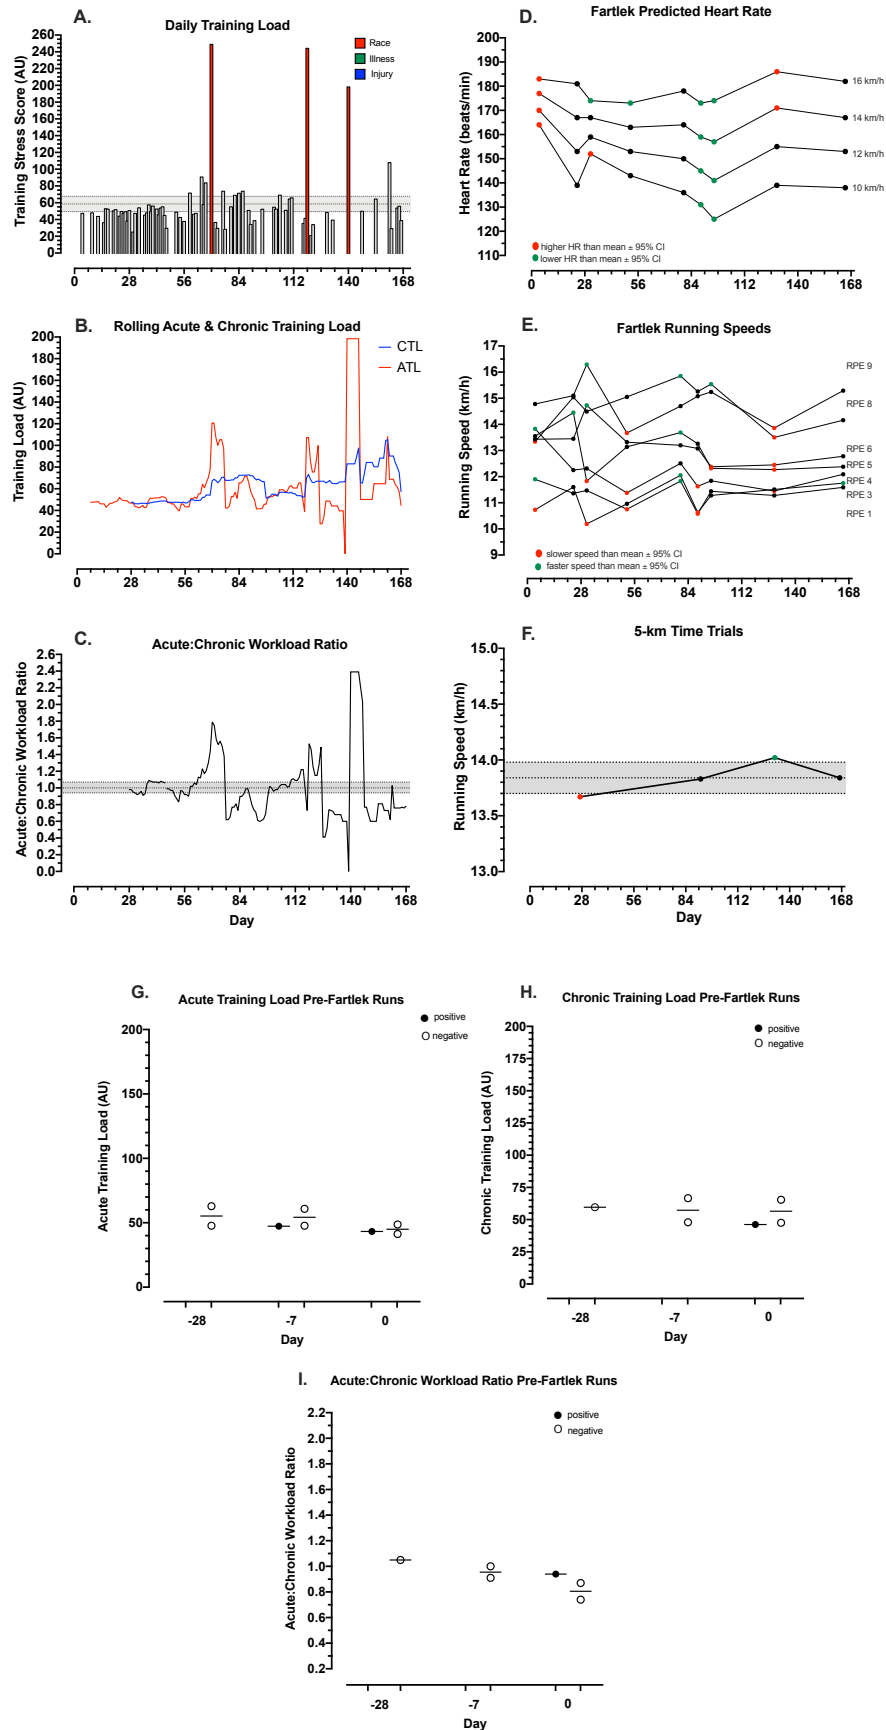 A.
Daily Training Load
Training Stress Score (AU)
260
240
220
200
180
160
140
120
100
80
60
40
20
0
Race
Illness
Injury
0 28 56 84 112 140 168
B.
Rolling Acute & Chronic Training Load
Training Load (AU)
200
180
160
140
120
100
80
60
40
20
0
CTL
ATL
0 28 56 84 112 140 168
C.
Acute:Chronic Workload Ratio
Acute:Chronic Workload Ratio
2.6
2.4
2.2
2.0
1.8
1.6
1.4
1.2
1.0
0.8
0.6
0.4
0.2
0.0
0 28 56 84 112 140 168
Day
D.
Fartlek Predicted Heart Rate
Heart Rate (beats/min)
200
190
180
170
160
150
140
130
120
110
16 km/h
14 km/h
12 km/h
10 km/h
higher HR than mean ± 95% CI
lower HR than mean ± 95% CI
0 28 56 84 112 140 168
E.
Fartlek Running Speeds
Running Speed (km/h)
17
16
15
14
13
12
11
10
9
RPE 9
RPE 8
RPE 6
RPE 5
RPE 4
RPE 3
RPE 1
slower speed than mean ± 95% CI
faster speed than mean ± 95% CI
0 28 56 84 112 140 168
F.
5-km Time Trials
Running Speed (km/h)
15.0
14.5
14.0
13.5
13.0
0 28 56 84 112 140 168
Day
G.
Acute Training Load Pre-Fartlek Runs
positive
negative
Acute Training Load (AU)
200
150
100
50
0
-28 -7 0
Day
H.
Chronic Training Load Pre-Fartlek Runs
positive
negative
Chronic Training Load (AU)
200
175
150
125
100
75
50
25
0
-28 -7 0
Day
I.
Acute:Chronic Workload Ratio Pre-Fartlek Runs
positive
negative
Acute:Chronic Workload Ratio
2.2
2.0
1.8
1.6
1.4
1.2
1.0
0.8
0.6
0.4
0.2
-28 -7 0
Day